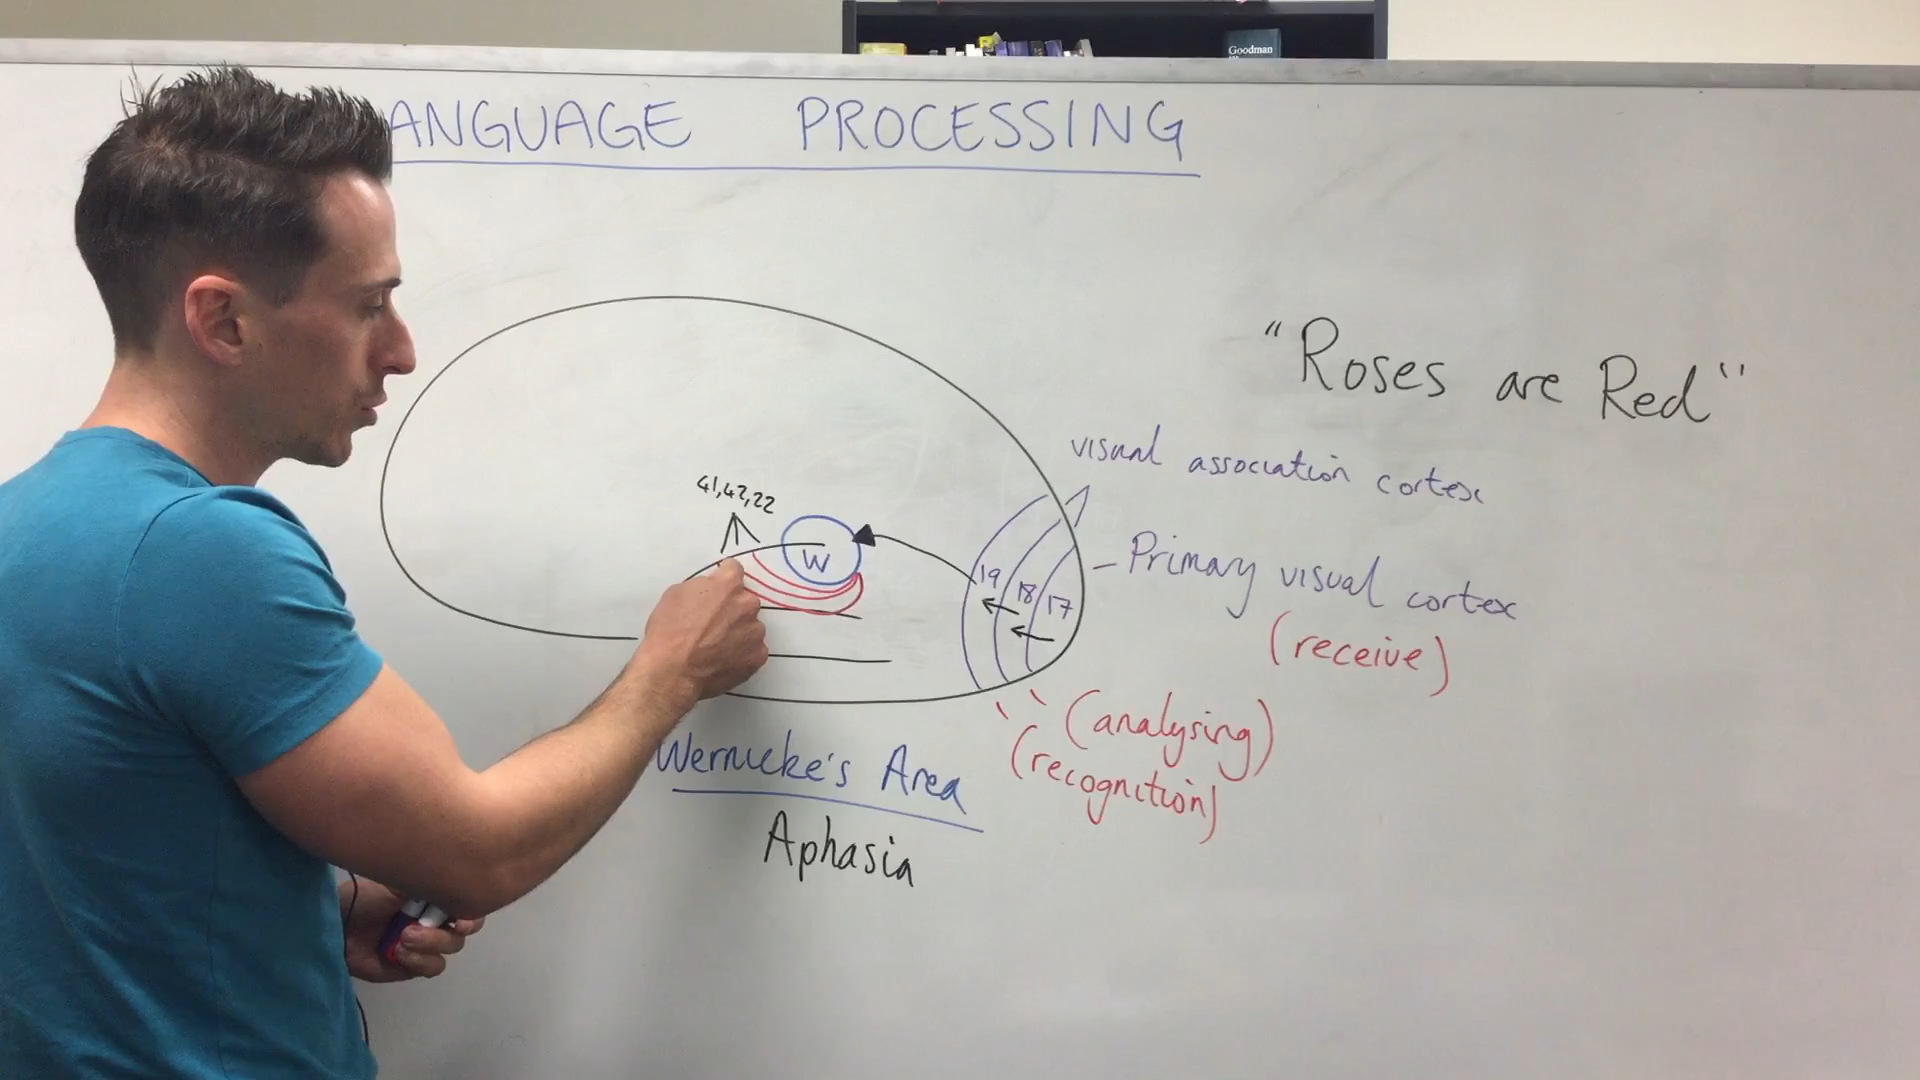 Goodman
ANGUAGE PROCESSING
"Roses are Red"
visual association cortex
41,42,22
W
19
18
17
Primary visual cortex
(receive)
(analysing)
(recognition)
Wernicke's Area
Aphasia